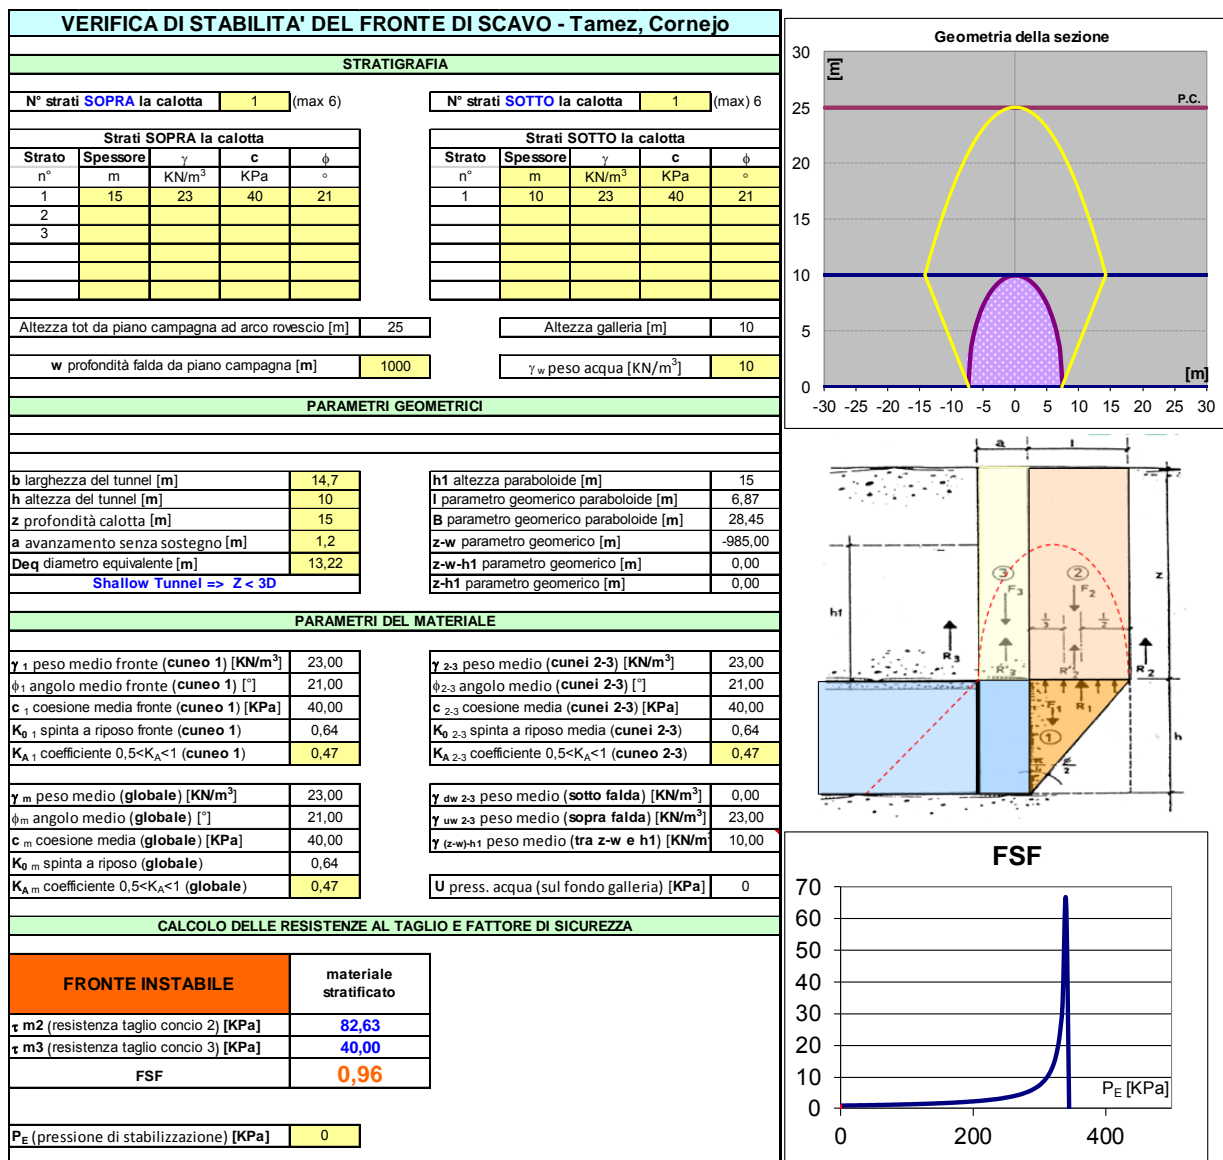 VERIFICA DI STABILITA' DEL FRONTE DI SCAVO - Tamez, Cornejo
STRATIGRAFIA
N° strati SOPRA la calotta 1 (max 6) N° strati SOTTO la calotta 1 (max) 6
Strati SOPRA la calotta Strati SOTTO la calotta
Strato Spessore γ c ϕ Strato Spessore γ c ϕ
n° m KN/m³ KPa ° n° m KN/m³ KPa °
1 15 23 40 21 1 10 23 40 21
2
3
Altezza tot da piano campagna ad arco rovescio [m] 25 Altezza galleria [m] 10
w profondità falda da piano campagna [m] 1000 γ w peso acqua [KN/m³] 10
PARAMETRI GEOMETRICI
b larghezza del tunnel [m] 14,7 h1 altezza paraboloide [m] 15
h altezza del tunnel [m] 10 l parametro geomerico paraboloide [m] 6,87
z profondità calotta [m] 15 B parametro geomerico paraboloide [m] 28,45
a avanzamento senza sostegno [m] 1,2 z-w parametro geomerico [m] -985,00
Deq diametro equivalente [m] 13,22 z-w-h1 parametro geomerico [m] 0,00
Shallow Tunnel => Z < 3D z-h1 parametro geomerico [m] 0,00
PARAMETRI DEL MATERIALE
γ 1 peso medio fronte (cuneo 1) [KN/m³] 23,00 γ 2-3 peso medio (cunei 2-3) [KN/m³] 23,00
ϕ1 angolo medio fronte (cuneo 1) [°] 21,00 ϕ2-3 angolo medio (cunei 2-3) [°] 21,00
c 1 coesione media fronte (cuneo 1) [KPa] 40,00 c 2-3 coesione media (cunei 2-3) [KPa] 40,00
K0 1 spinta a riposo fronte (cuneo 1) 0,64 K0 2-3 spinta a riposo media (cunei 2-3) 0,64
KA 1 coefficiente 0,5<KA<1 (cuneo 1) 0,47 KA 2-3 coefficiente 0,5<KA<1 (cuneo 2-3) 0,47
γ m peso medio (globale) [KN/m³] 23,00 γ dw 2-3 peso medio (sotto falda) [KN/m³] 0,00
ϕm angolo medio (globale) [°] 21,00 γ uw 2-3 peso medio (sopra falda) [KN/m³] 23,00
c m coesione media (globale) [KPa] 40,00 γ (z-w)-h1 peso medio (tra z-w e h1) [KN/m 10,00
K0 m spinta a riposo (globale) 0,64
KA m coefficiente 0,5<KA<1 (globale) 0,47 U press. acqua (sul fondo galleria) [KPa] 0
CALCOLO DELLE RESISTENZE AL TAGLIO E FATTORE DI SICUREZZA
FRONTE INSTABILE materiale
stratificato
τ m2 (resistenza taglio concio 2) [KPa] 82,63
τ m3 (resistenza taglio concio 3) [KPa] 40,00
FSF 0,96
PE (pressione di stabilizzazione) [KPa] 0
Geometria della sezione
[m]
30
25
20
15
10
5
0
P.C.
[m]
-30 -25 -20 -15 -10 -5 0 5 10 15 20 25 30
a l
3 2
F3 F2
z
h1
l/3 l/2
R3 R'3 R'2 R2
F1 R1
1
h
FSF
70
60
50
40
30
20
10
0
PE [KPa]
0 200 400